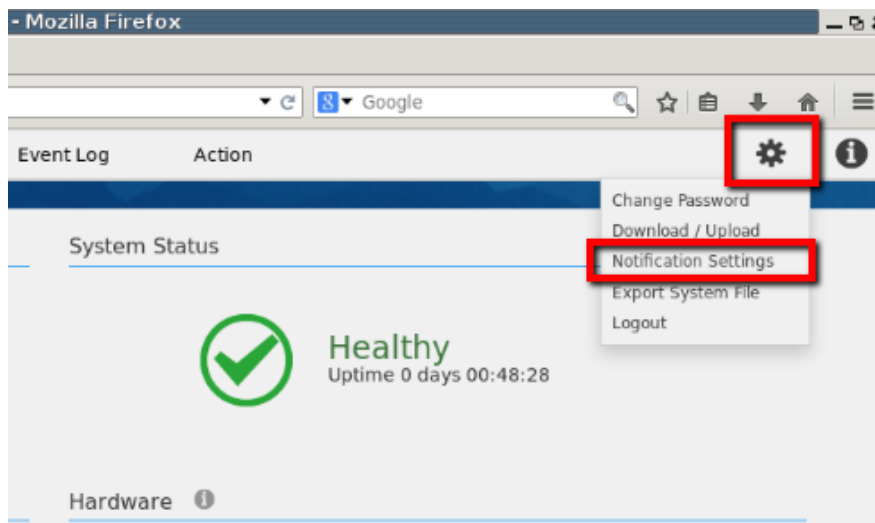 - Mozilla Firefox
Google
Event Log Action
Change Password
Download / Upload
Notification Settings
Export System File
Logout
System Status
Healthy
Uptime 0 days 00:48:28
Hardware